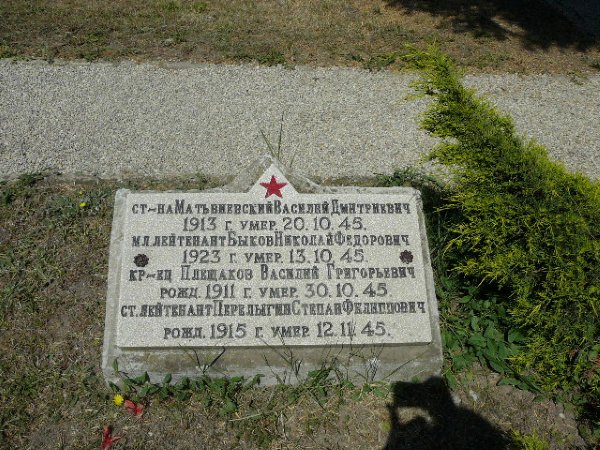 СТ-НА МАТЬВИЕВСКИЙ ВАСИЛЕЙ ДМИТРИЕВИЧ
1913 Г. УМЕР. 20. 10. 45.
МЛ. ЛЕЙТЕНАНТ БЫКОВ НИКОЛАЙ ФЕДОРОВИЧ
1923 Г. УМЕР. 13. 10. 45.
КР-ЕЦ ПЛЕЩАКОВ ВАСИЛИЙ ГРИГОРЬЕВИЧ
РОЖД. 1911 Г. УМЕР. 30. 10. 45.
СТ. ЛЕЙТЕНАНТ ПЕРЕЛЫГИН СТЕПАН ФИЛИППОВИЧ
РОЖД. 1915 Г. УМЕР 12. 11. 45.